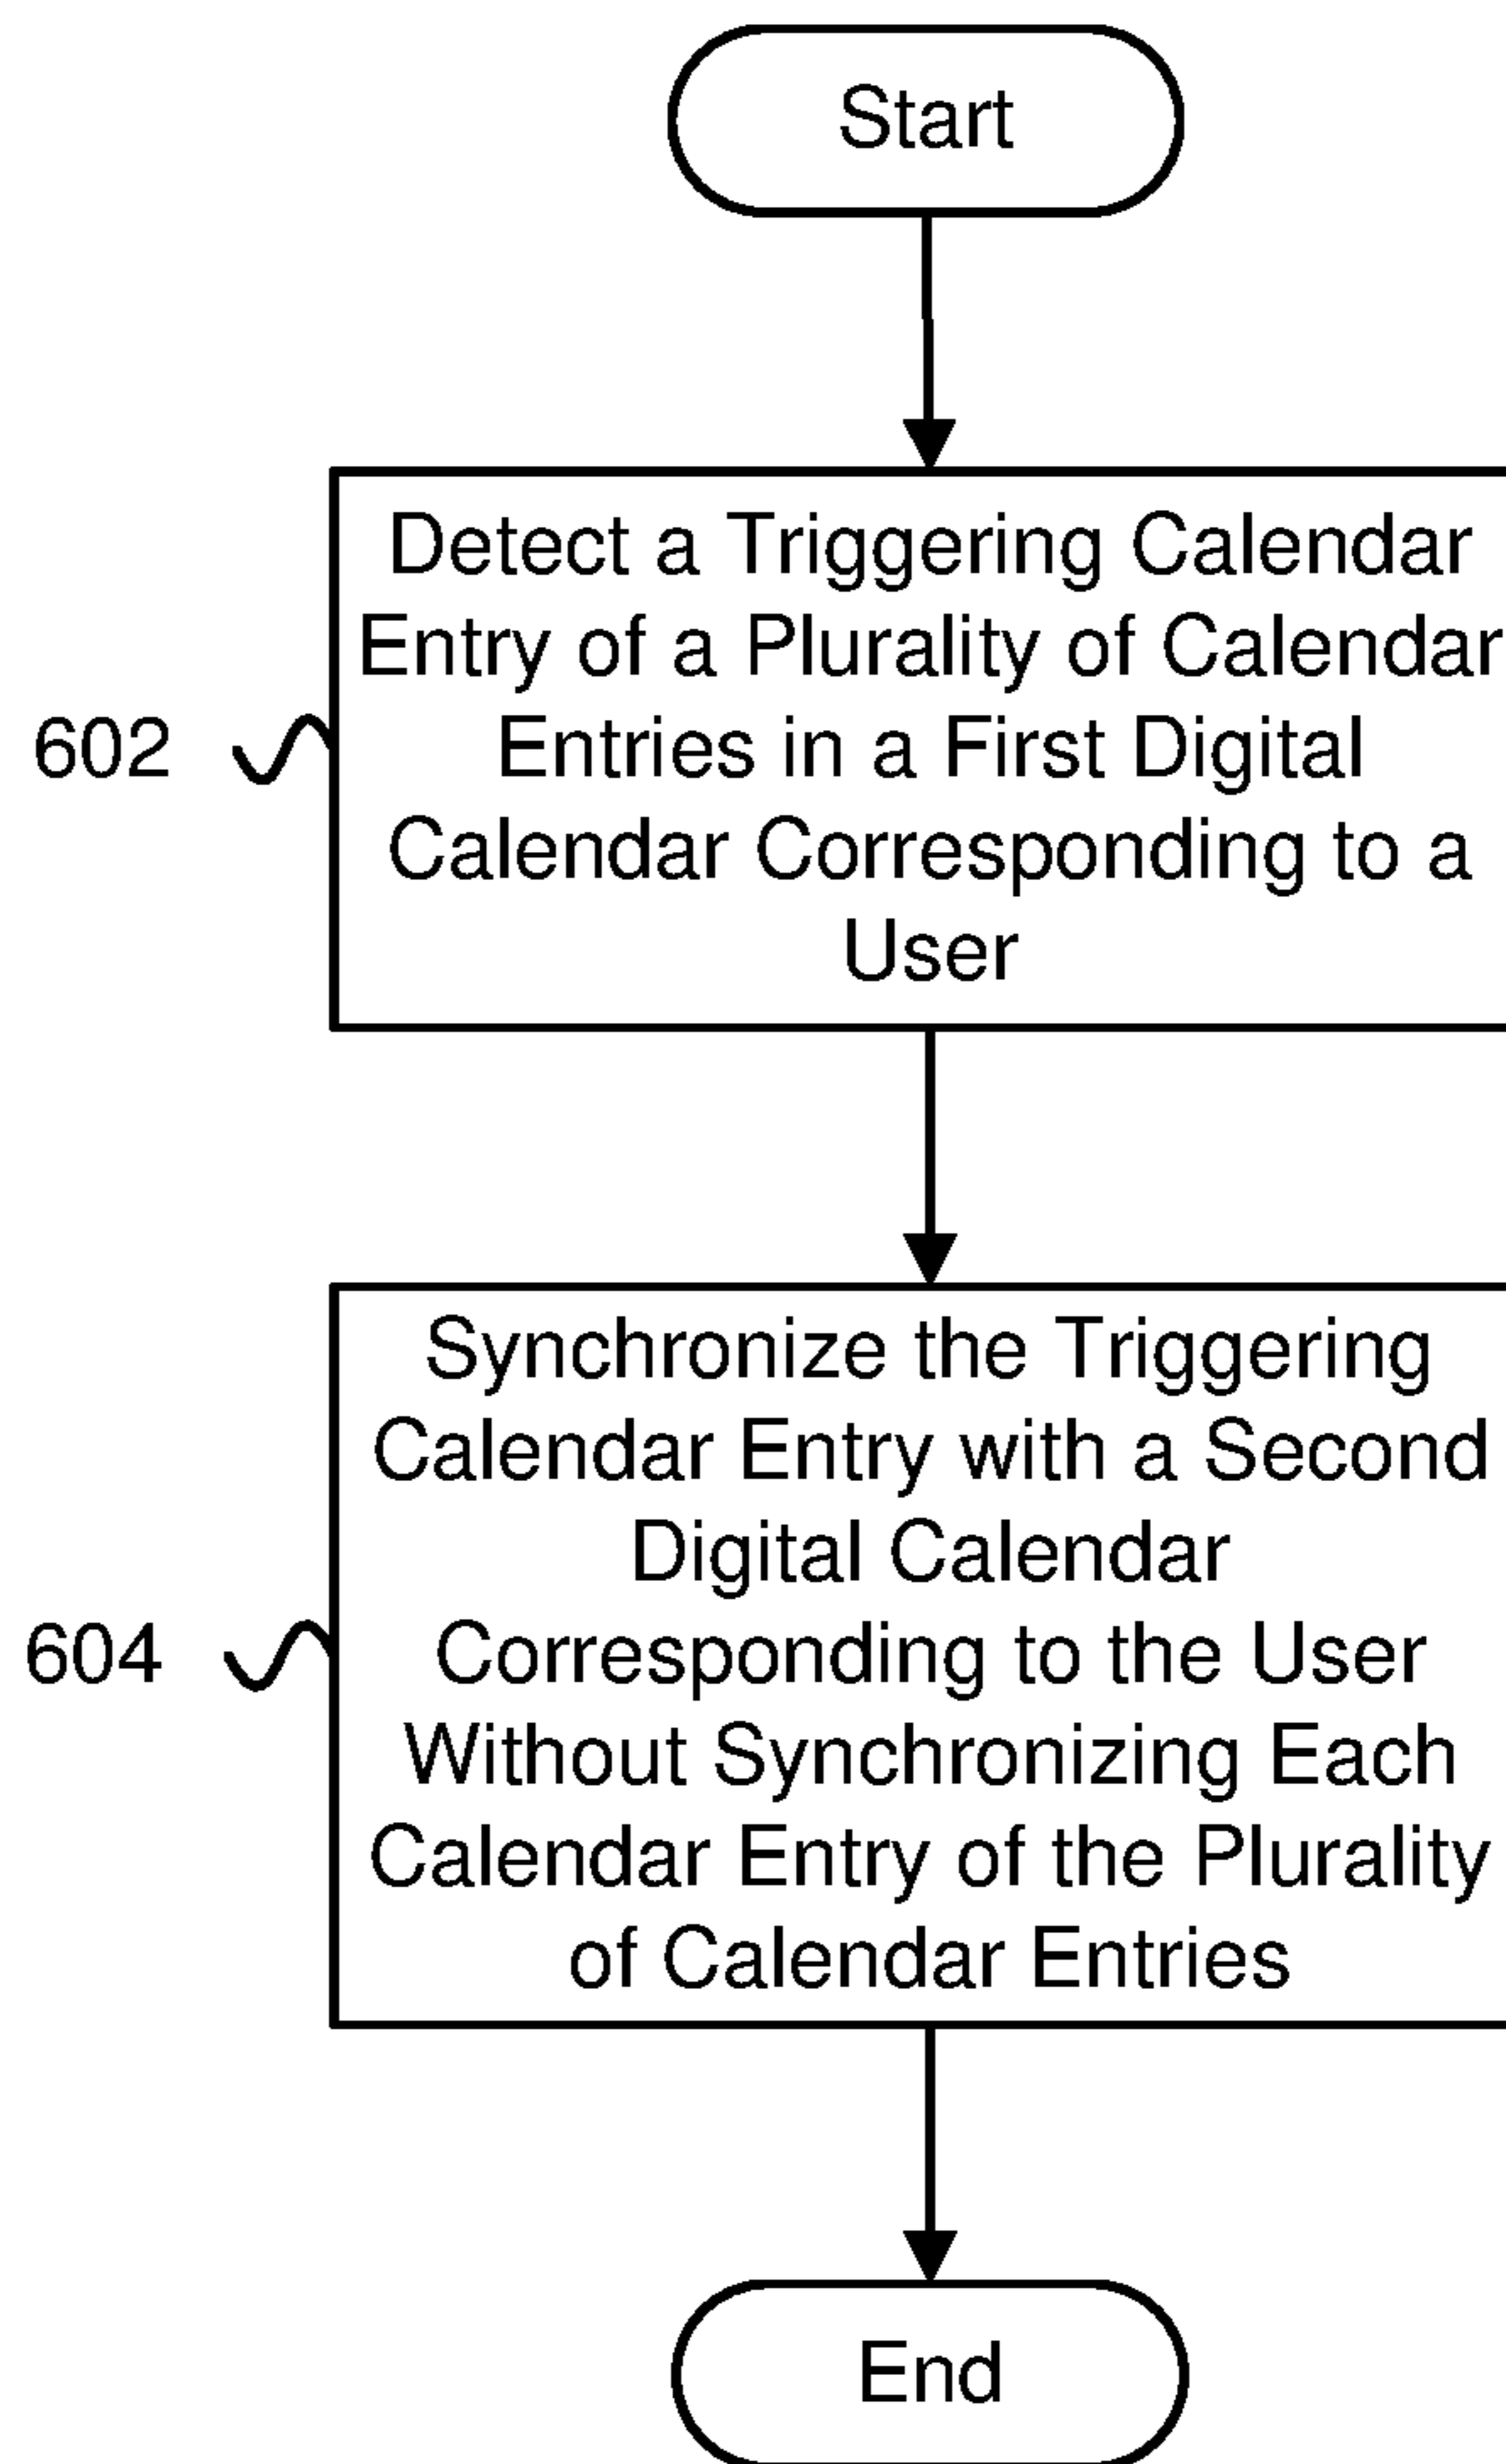 Start
Detect a Triggering Calendar
Entry of a Plurality of Calendar
Entries in a First Digital
Calendar Corresponding to a
User
602
Synchronize the Triggering
Calendar Entry with a Second
Digital Calendar
Corresponding to the User
Without Synchronizing Each
Calendar Entry of the Plurality
of Calendar Entries
604
End